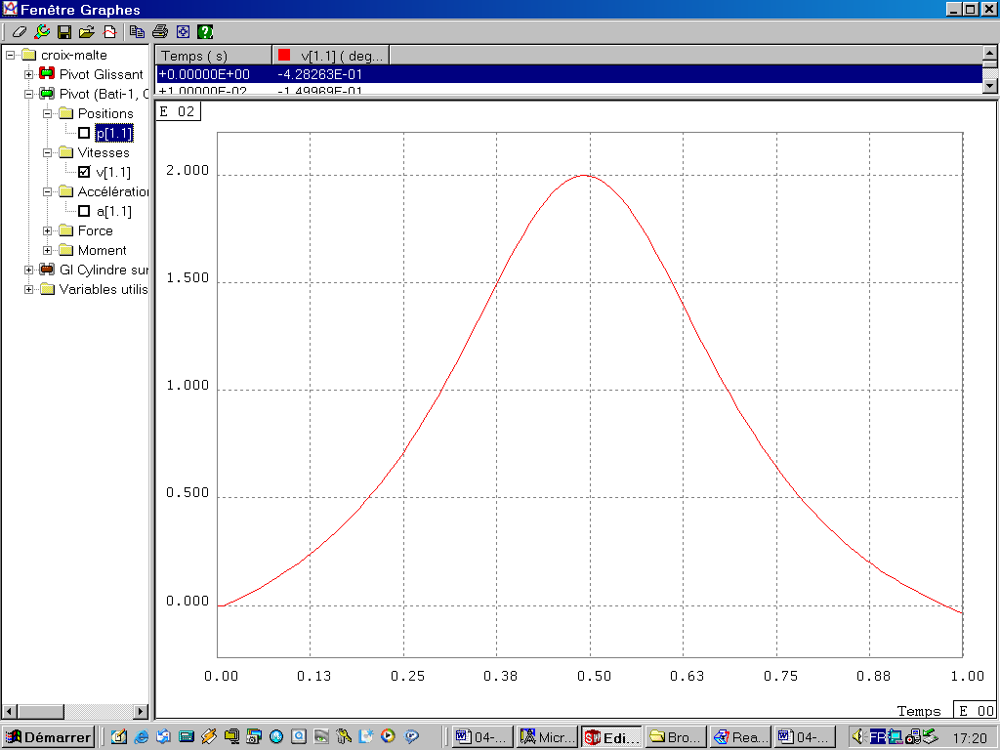 Fenêtre Graphes
croix-malte
Pivot Glissant
Pivot (Bati-1, C
Positions
p[1.1]
Vitesses
v[1.1]
Accélération
a[1.1]
Force
Moment
Gl Cylindre sur
Variables utilis
Temps ( s) v[1.1] ( deg...
+0.00000E+00 -4.28263E-01
+1.00000E-02 -1.49969E-01
E 02
2.000
1.500
1.000
0.500
0.000
0.00 0.13 0.25 0.38 0.50 0.63 0.75 0.88 1.00
Temps E 00
Démarrer 04-... Micr... Edi... Bro... Rea... 04-... FR 17:20